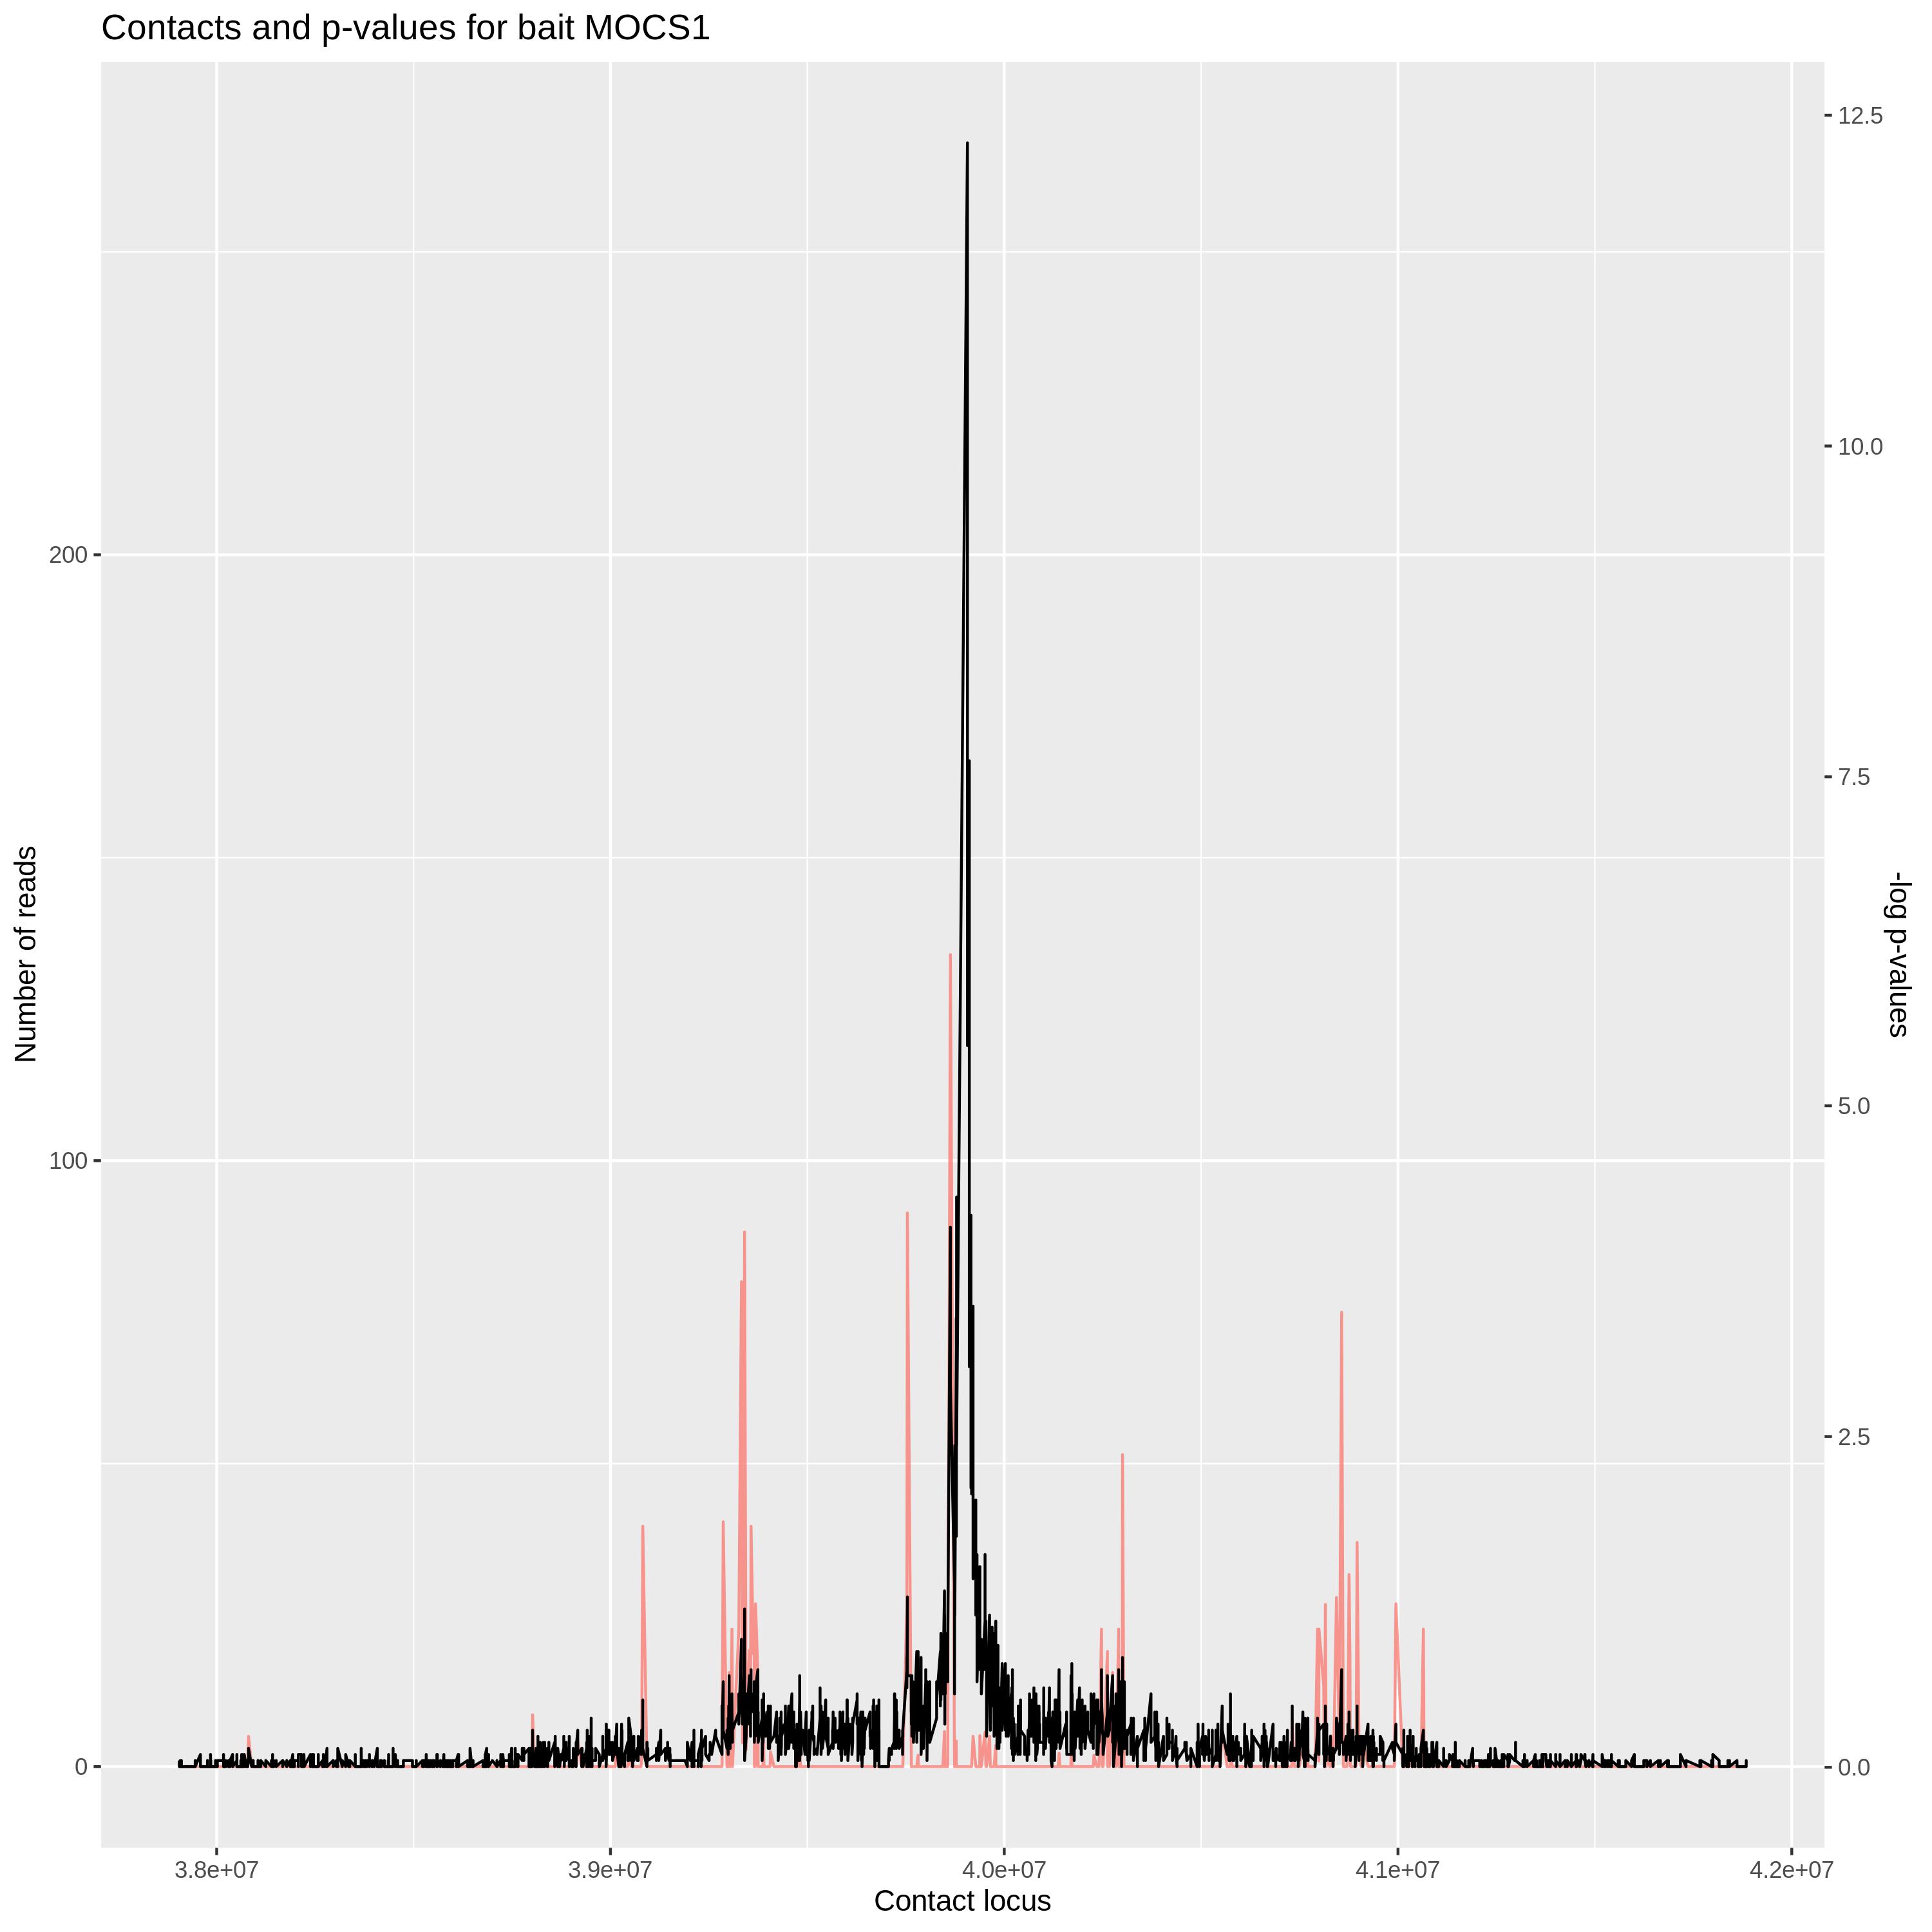 Contacts and p-values for bait MOCS1
12.5
10.0
200
7.5
Number of reads
-log p-values
5.0
100
2.5
0
0.0
3.8e+07 3.9e+07 4.0e+07 4.1e+07 4.2e+07
Contact locus